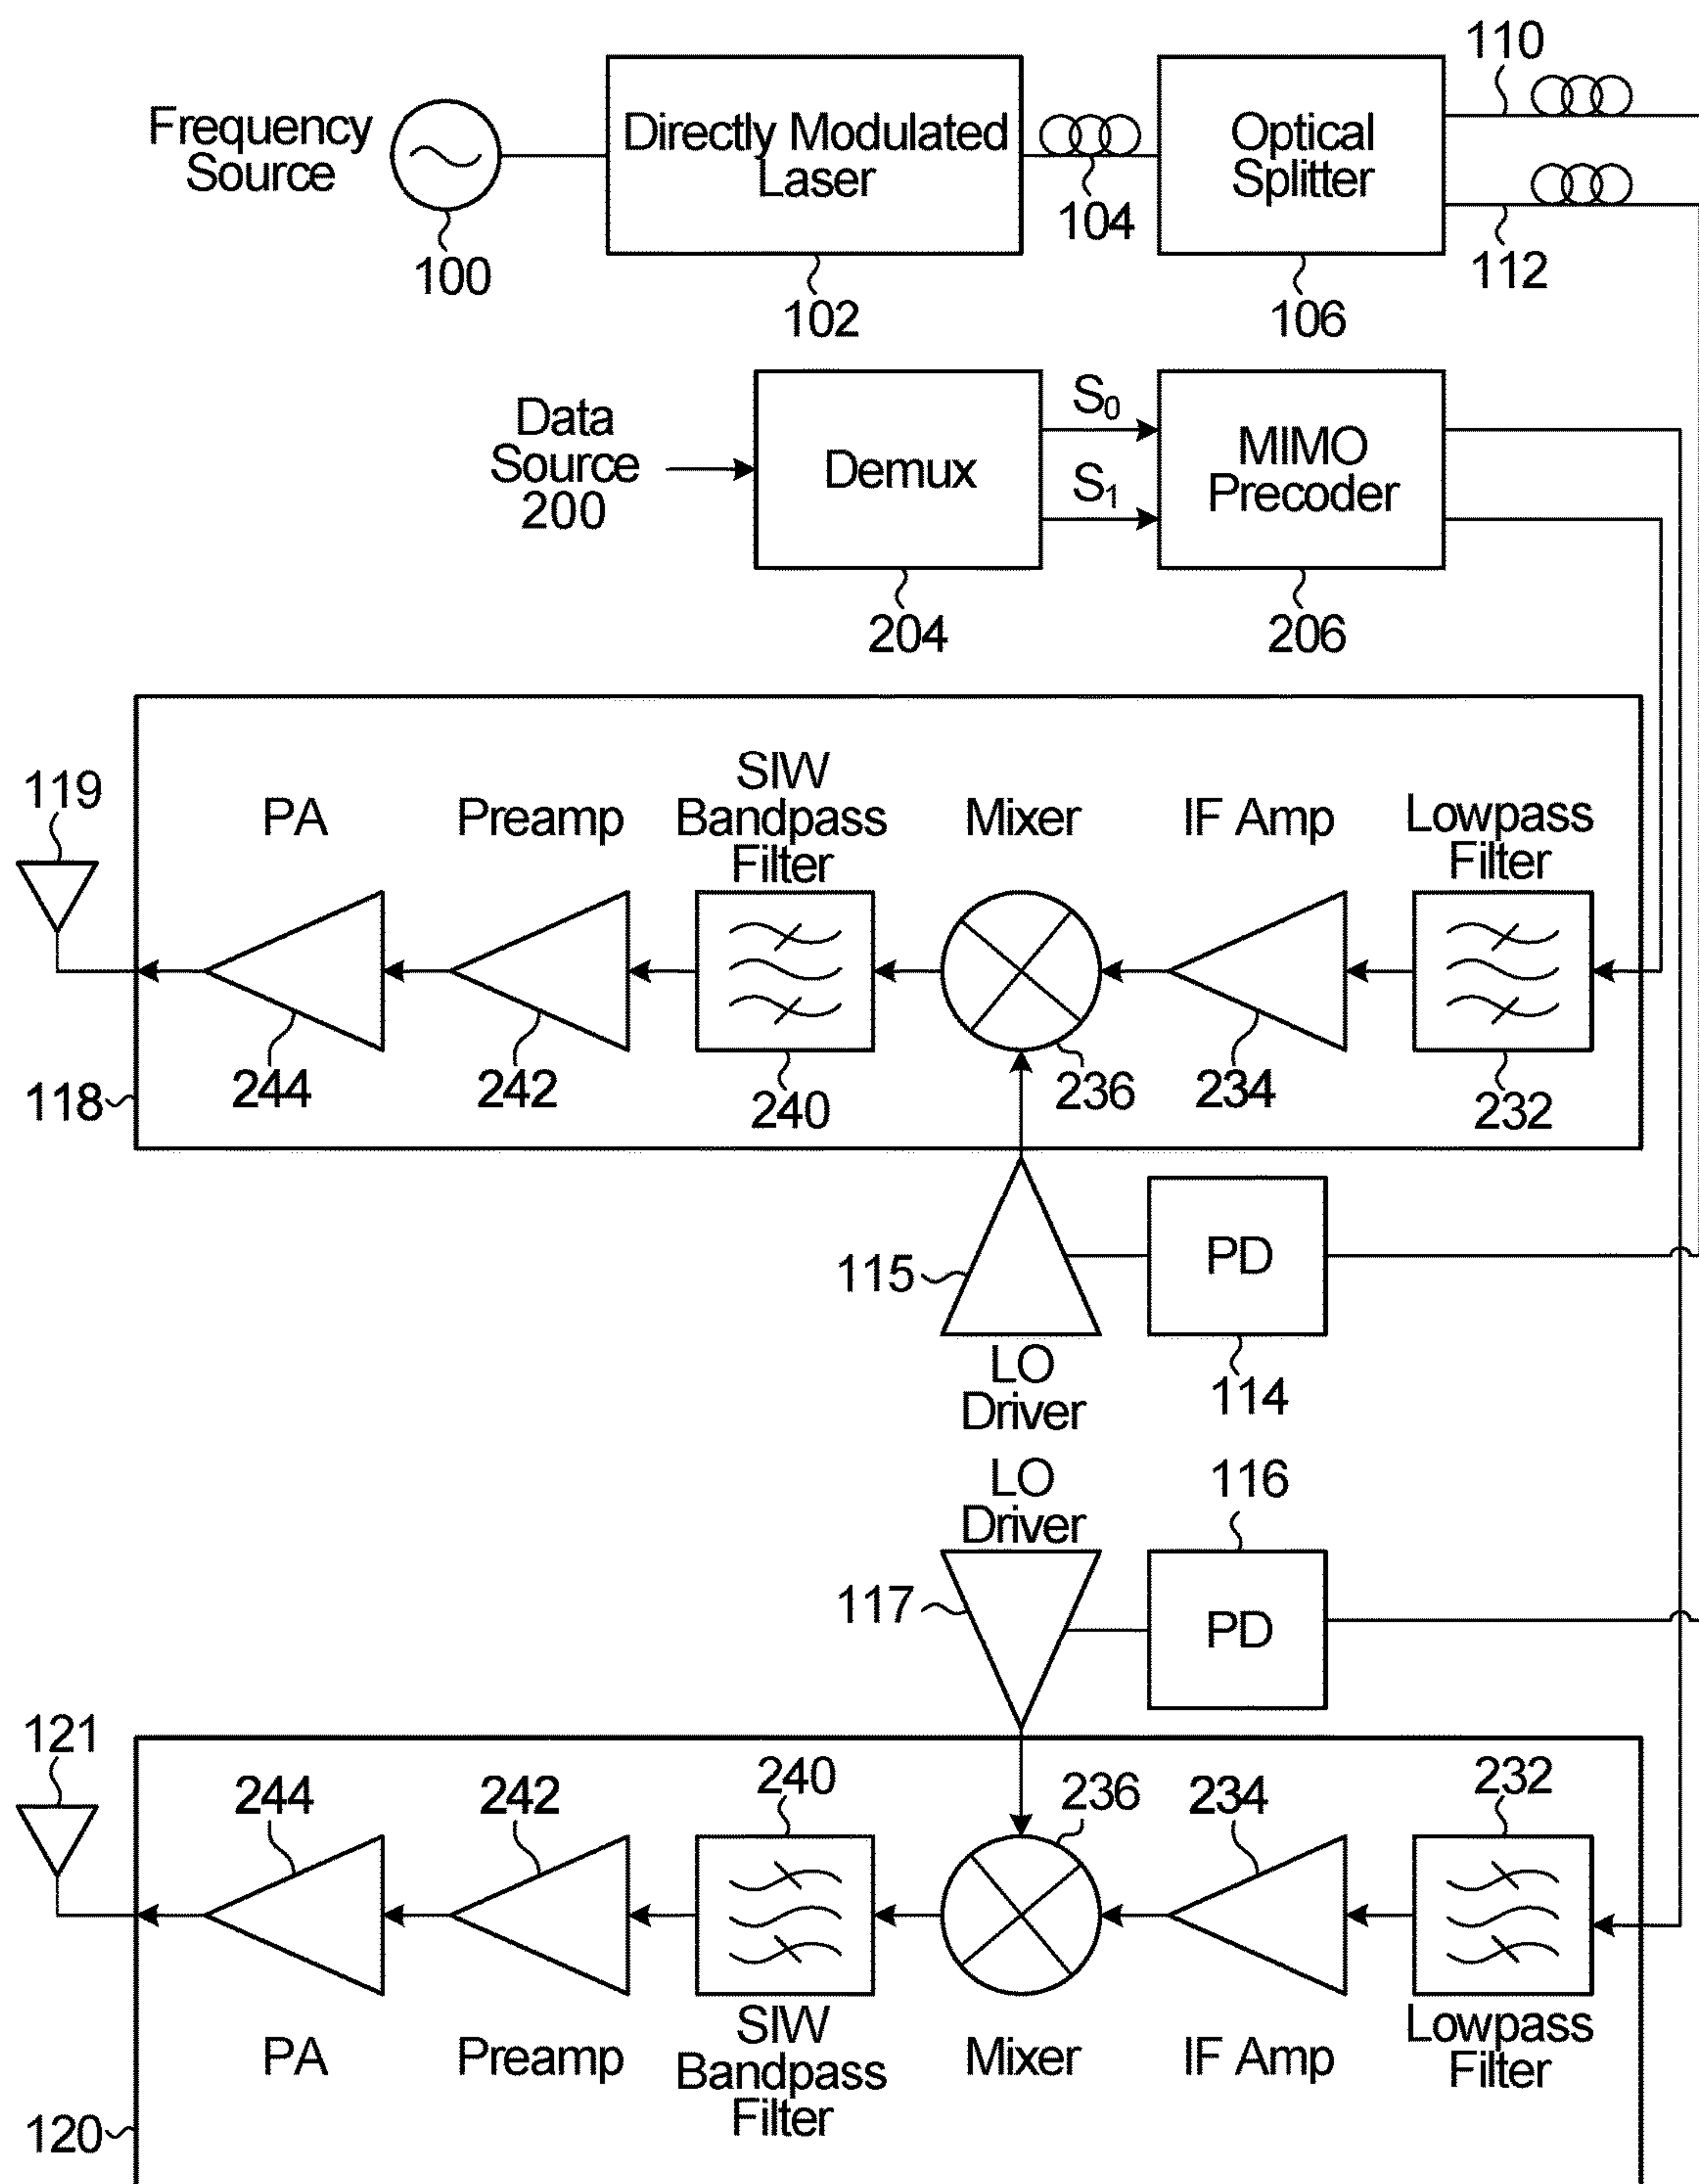 110
Frequency
Source
Directly Modulated
Laser
Optical
Splitter
104
100
112
102
106
Data
Source
200
Demux
S0
S1
MIMO
Precoder
204
206
119
PA
Preamp
SIW
Bandpass
Filter
Mixer
IF Amp
Lowpass
Filter
244
242
240
236
234
232
118
115
PD
LO
Driver
114
LO
Driver
116
117
PD
121
244
242
240
236
234
232
PA
Preamp
SIW
Bandpass
Filter
Mixer
IF Amp
Lowpass
Filter
120